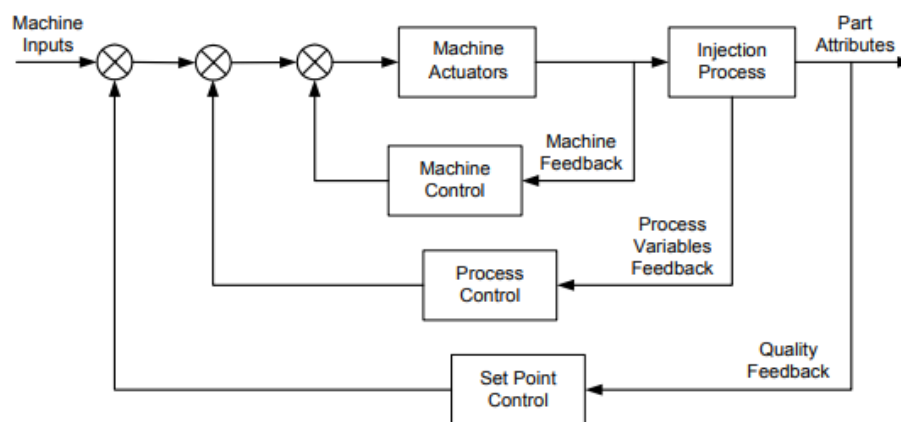 Machine
Inputs
Machine
Actuators
Injection
Process
Part
Attributes
Machine
Feedback
Machine
Control
Process
Variables
Feedback
Process
Control
Quality
Feedback
Set Point
Control